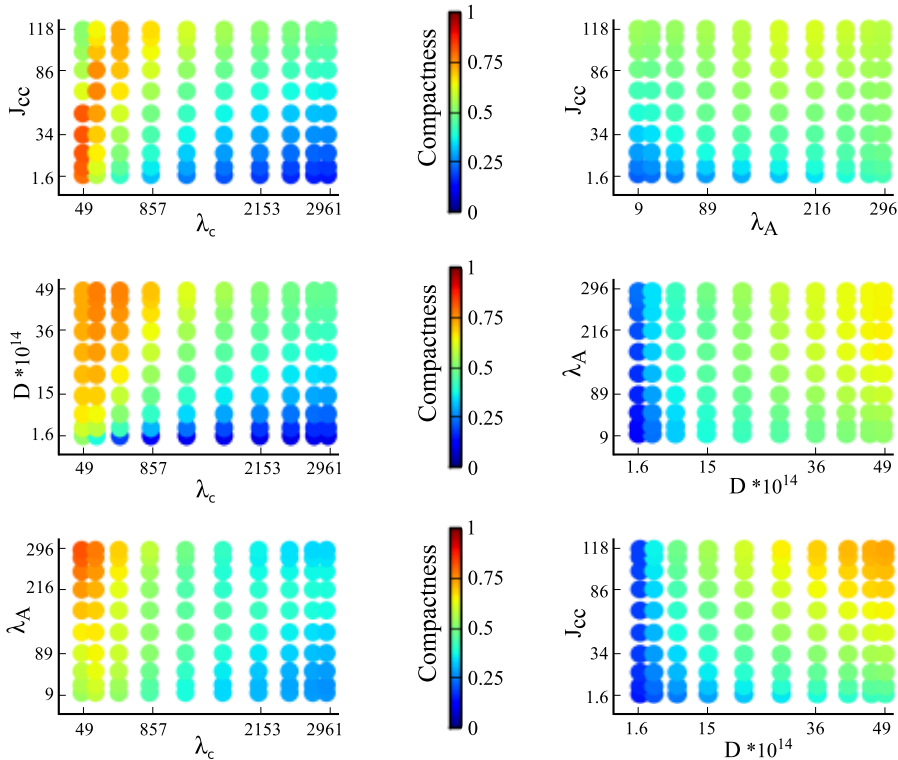 118
86
34
1.6
J_cc
49 857 2153 2961
λ_c
1
0.75
0.5
0.25
0
Compactness
118
86
34
1.6
J_cc
9 89 216 296
λ_A
49
36
15
1.6
D *10^14
49 857 2153 2961
λ_c
1
0.75
0.5
0.25
0
Compactness
296
216
89
9
λ_A
1.6 15 36 49
D *10^14
296
216
89
9
λ_A
49 857 2153 2961
λ_c
1
0.75
0.5
0.25
0
Compactness
118
86
34
1.6
J_cc
1.6 15 36 49
D *10^14